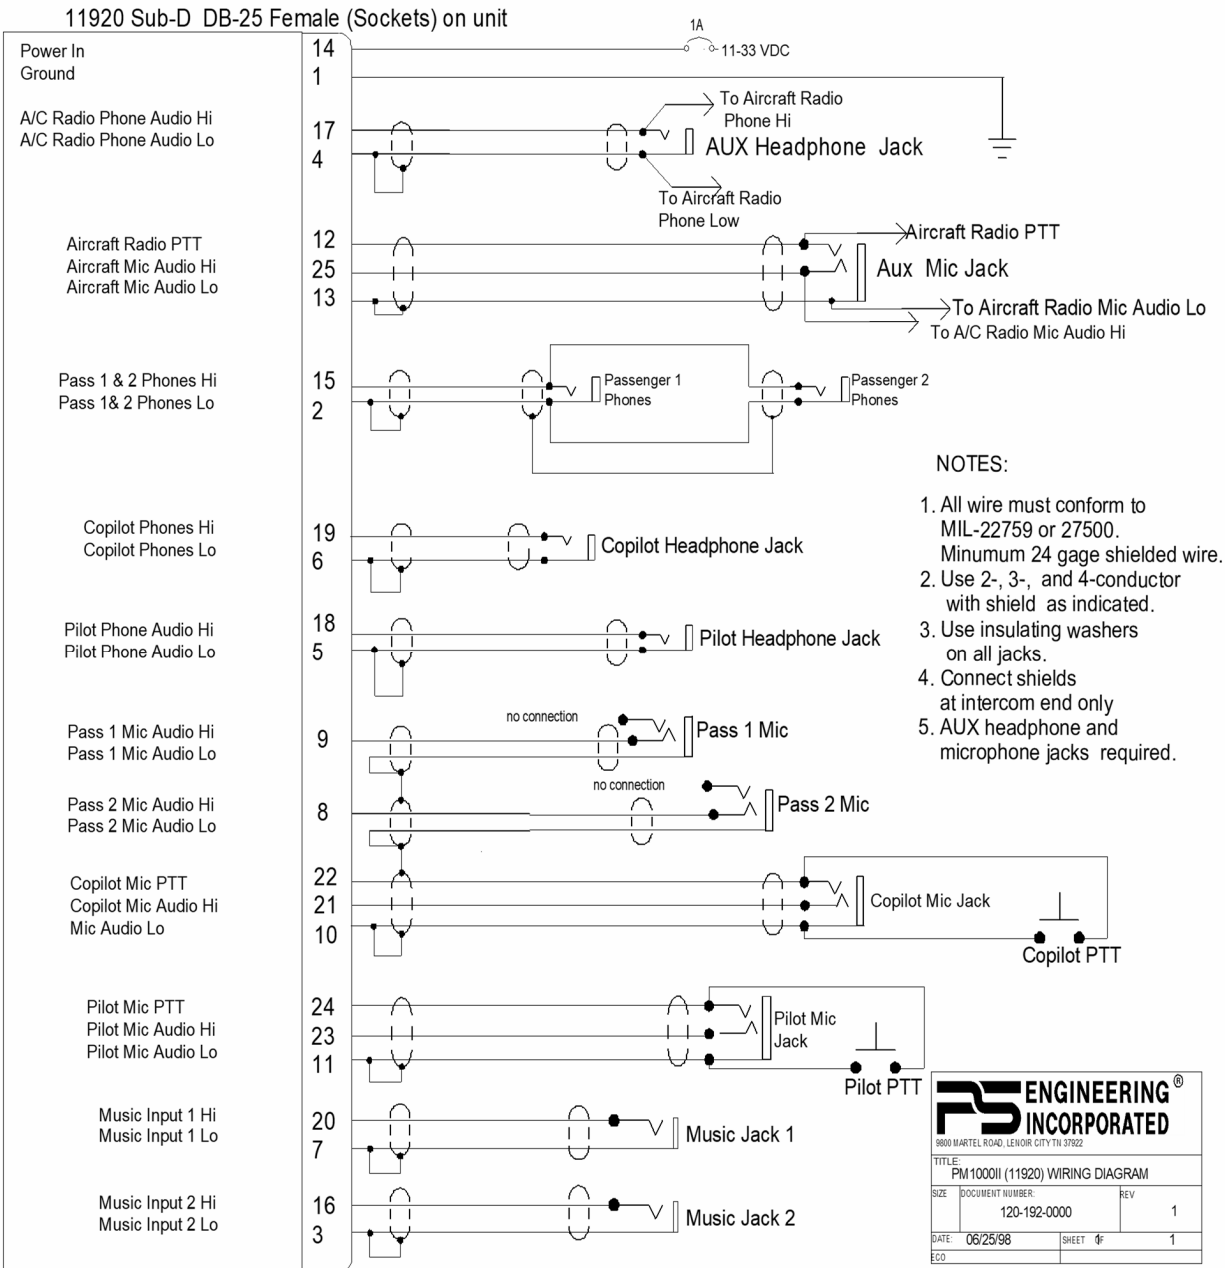 11920 Sub-D DB-25 Female (Sockets) on unit
Power In
14
1A
11-33 VDC
Ground
1
A/C Radio Phone Audio Hi
17
To Aircraft Radio
Phone Hi
A/C Radio Phone Audio Lo
4
AUX Headphone Jack
To Aircraft Radio
Phone Low
Aircraft Radio PTT
12
Aircraft Radio PTT
Aircraft Mic Audio Hi
25
Aux Mic Jack
Aircraft Mic Audio Lo
13
To Aircraft Radio Mic Audio Lo
To A/C Radio Mic Audio Hi
Pass 1 & 2 Phones Hi
15
Passenger 1
Phones
Passenger 2
Phones
Pass 1& 2 Phones Lo
2
NOTES:
1. All wire must conform to
MIL-22759 or 27500.
Minumum 24 gage shielded wire.
2. Use 2-, 3-, and 4-conductor
with shield as indicated.
3. Use insulating washers
on all jacks.
4. Connect shields
at intercom end only
5. AUX headphone and
microphone jacks required.
Copilot Phones Hi
19
Copilot Phones Lo
6
Copilot Headphone Jack
Pilot Phone Audio Hi
18
Pilot Phone Audio Lo
5
Pilot Headphone Jack
no connection
Pass 1 Mic Audio Hi
9
Pass 1 Mic
Pass 1 Mic Audio Lo
no connection
Pass 2 Mic Audio Hi
8
Pass 2 Mic
Pass 2 Mic Audio Lo
Copilot Mic PTT
22
Copilot Mic Audio Hi
21
Copilot Mic Jack
Mic Audio Lo
10
Copilot PTT
Pilot Mic PTT
24
Pilot Mic Audio Hi
23
Pilot Mic
Jack
Pilot Mic Audio Lo
11
Pilot PTT
Music Input 1 Hi
20
Music Input 1 Lo
7
Music Jack 1
Music Input 2 Hi
16
Music Input 2 Lo
3
Music Jack 2
PS ENGINEERING ®
INCORPORATED
9800 MARTEL ROAD, LENOIR CITY TN 37922
TITLE:
PM1000II (11920) WIRING DIAGRAM
SIZE
DOCUMENT NUMBER:
120-192-0000
REV
1
DATE: 06/25/98
SHEET 1 OF 1
ECO